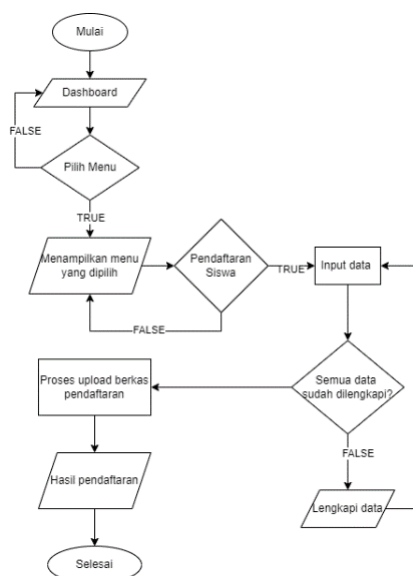 Mulai
Dashboard
FALSE
Pilih Menu
TRUE
Menampilkan menu
yang dipilih
Pendaftaran
Siswa
TRUE
Input data
FALSE
Proses upload berkas
pendaftaran
Semua data
sudah dilengkapi?
FALSE
Hasil pendaftaran
Lengkapi data
Selesai